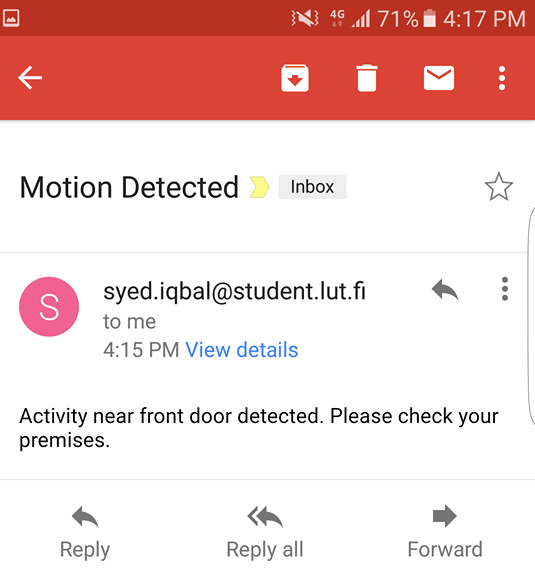 4G 71% 4:17 PM
Motion Detected Inbox
S
syed.iqbal@student.lut.fi
to me
4:15 PM View details
Activity near front door detected. Please check your
premises.
Reply Reply all Forward